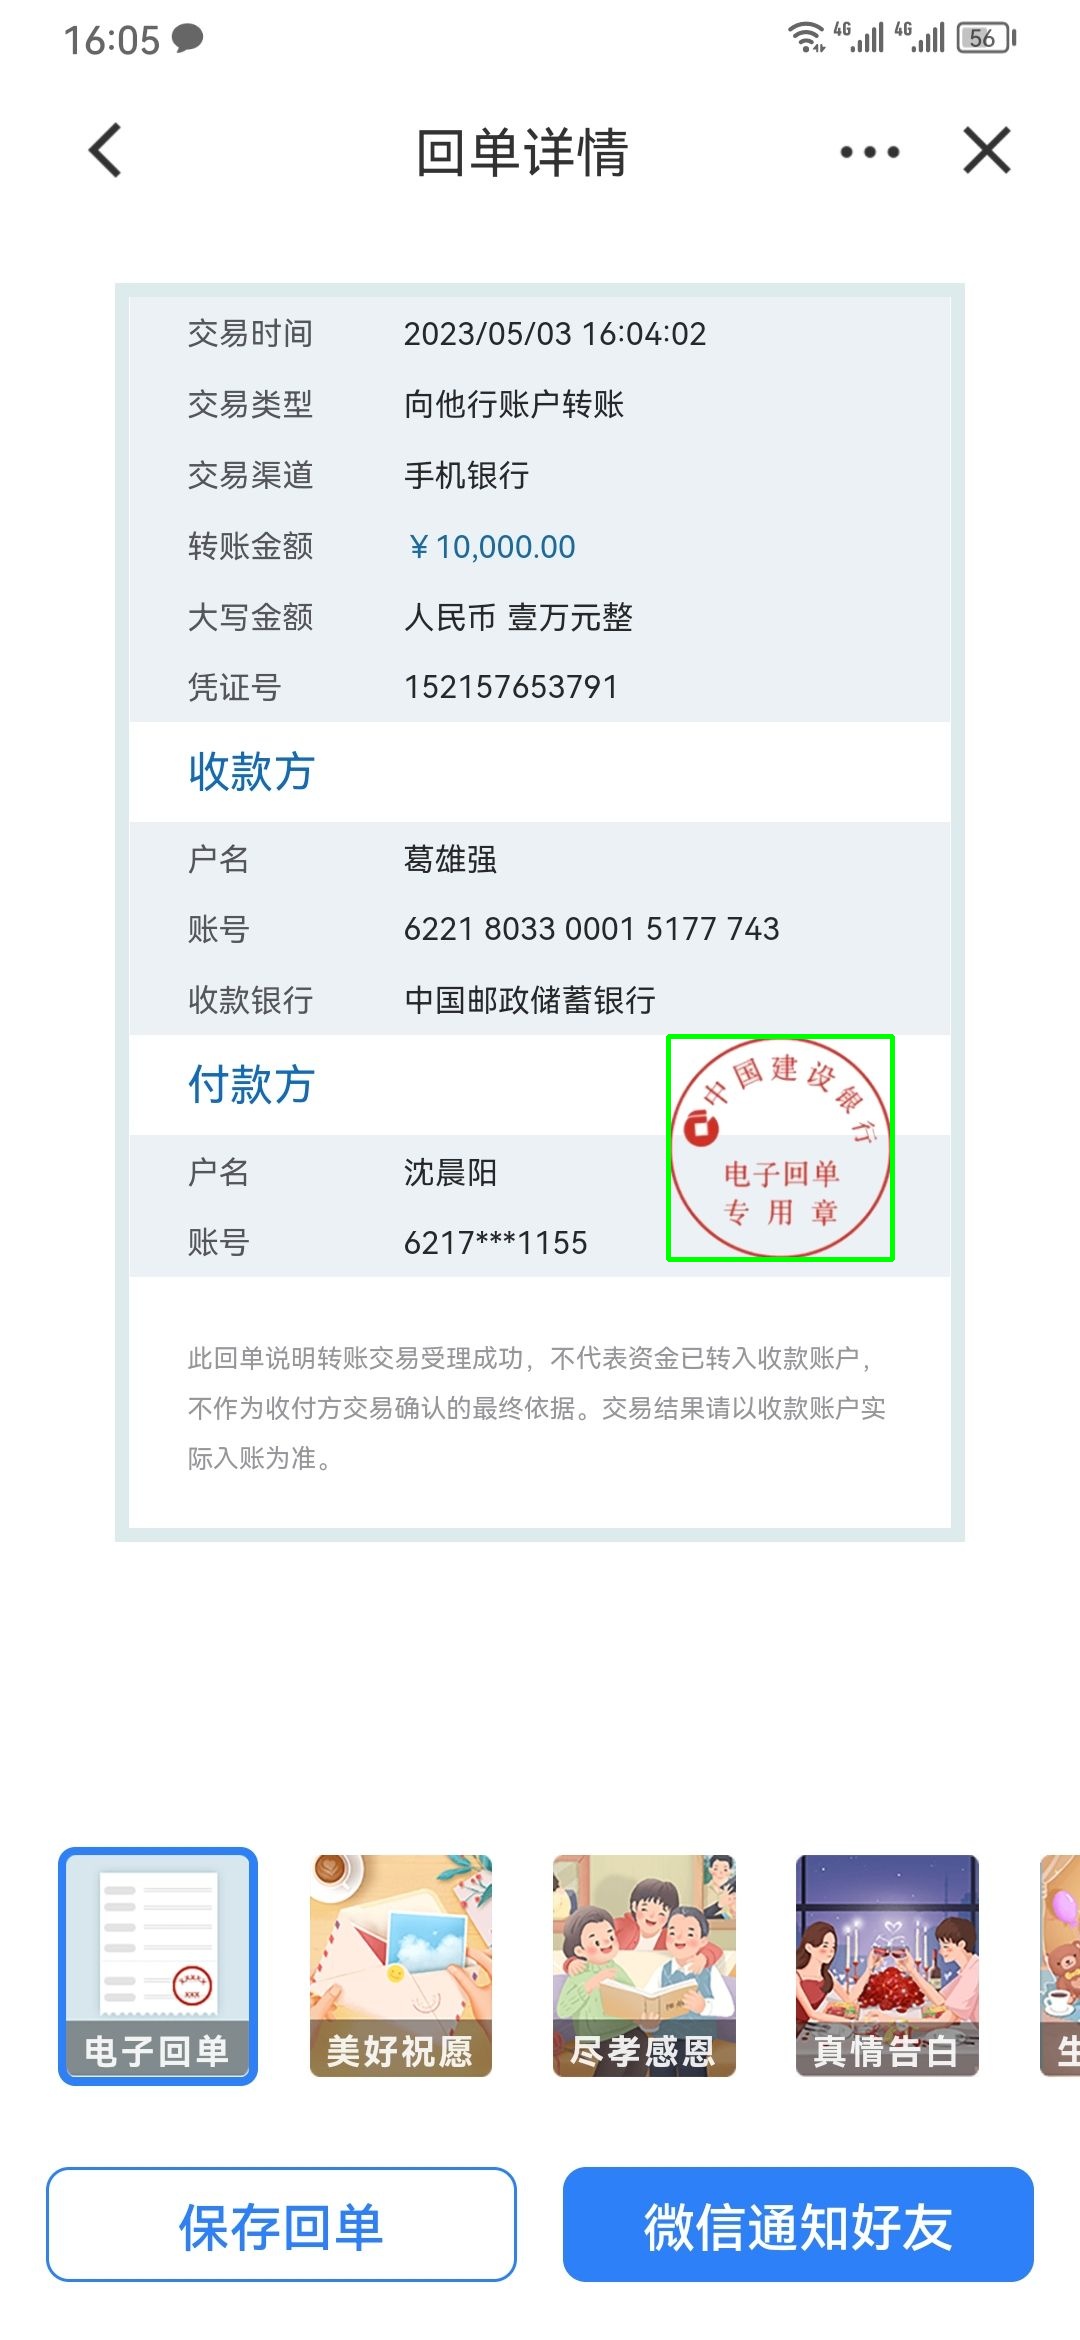 16:05
4G 4G 56
回单详情
交易时间 2023/05/03 16:04:02
交易类型 向他行账户转账
交易渠道 手机银行
转账金额 ￥10,000.00
大写金额 人民币 壹万元整
凭证号 152157653791
收款方
户名 葛雄强
账号 6221 8033 0001 5177 743
收款银行 中国邮政储蓄银行
付款方
中国建设银行
电子回单
专用章
户名 沈晨阳
账号 6217***1155
此回单说明转账交易受理成功，不代表资金已转入收款账户，
不作为收付方交易确认的最终依据。交易结果请以收款账户实
际入账为准。
电子回单 美好祝愿 尽孝感恩 真情告白 生
保存回单 微信通知好友